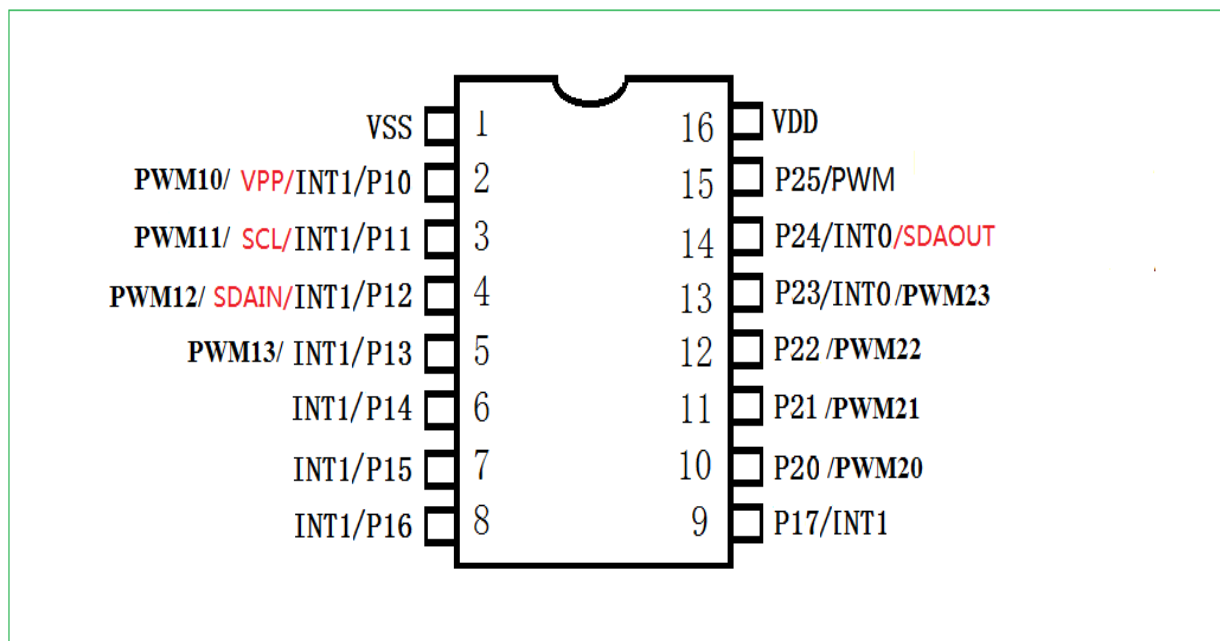 VSS 1 16 VDD
PWM10/ VPP/INT1/P10 2 15 P25/PWM
PWM11/ SCL/INT1/P11 3 14 P24/INT0/SDAOUT
PWM12/ SDAIN/INT1/P12 4 13 P23/INT0/PWM23
PWM13/ INT1/P13 5 12 P22/PWM22
INT1/P14 6 11 P21/PWM21
INT1/P15 7 10 P20/PWM20
INT1/P16 8 9 P17/INT1